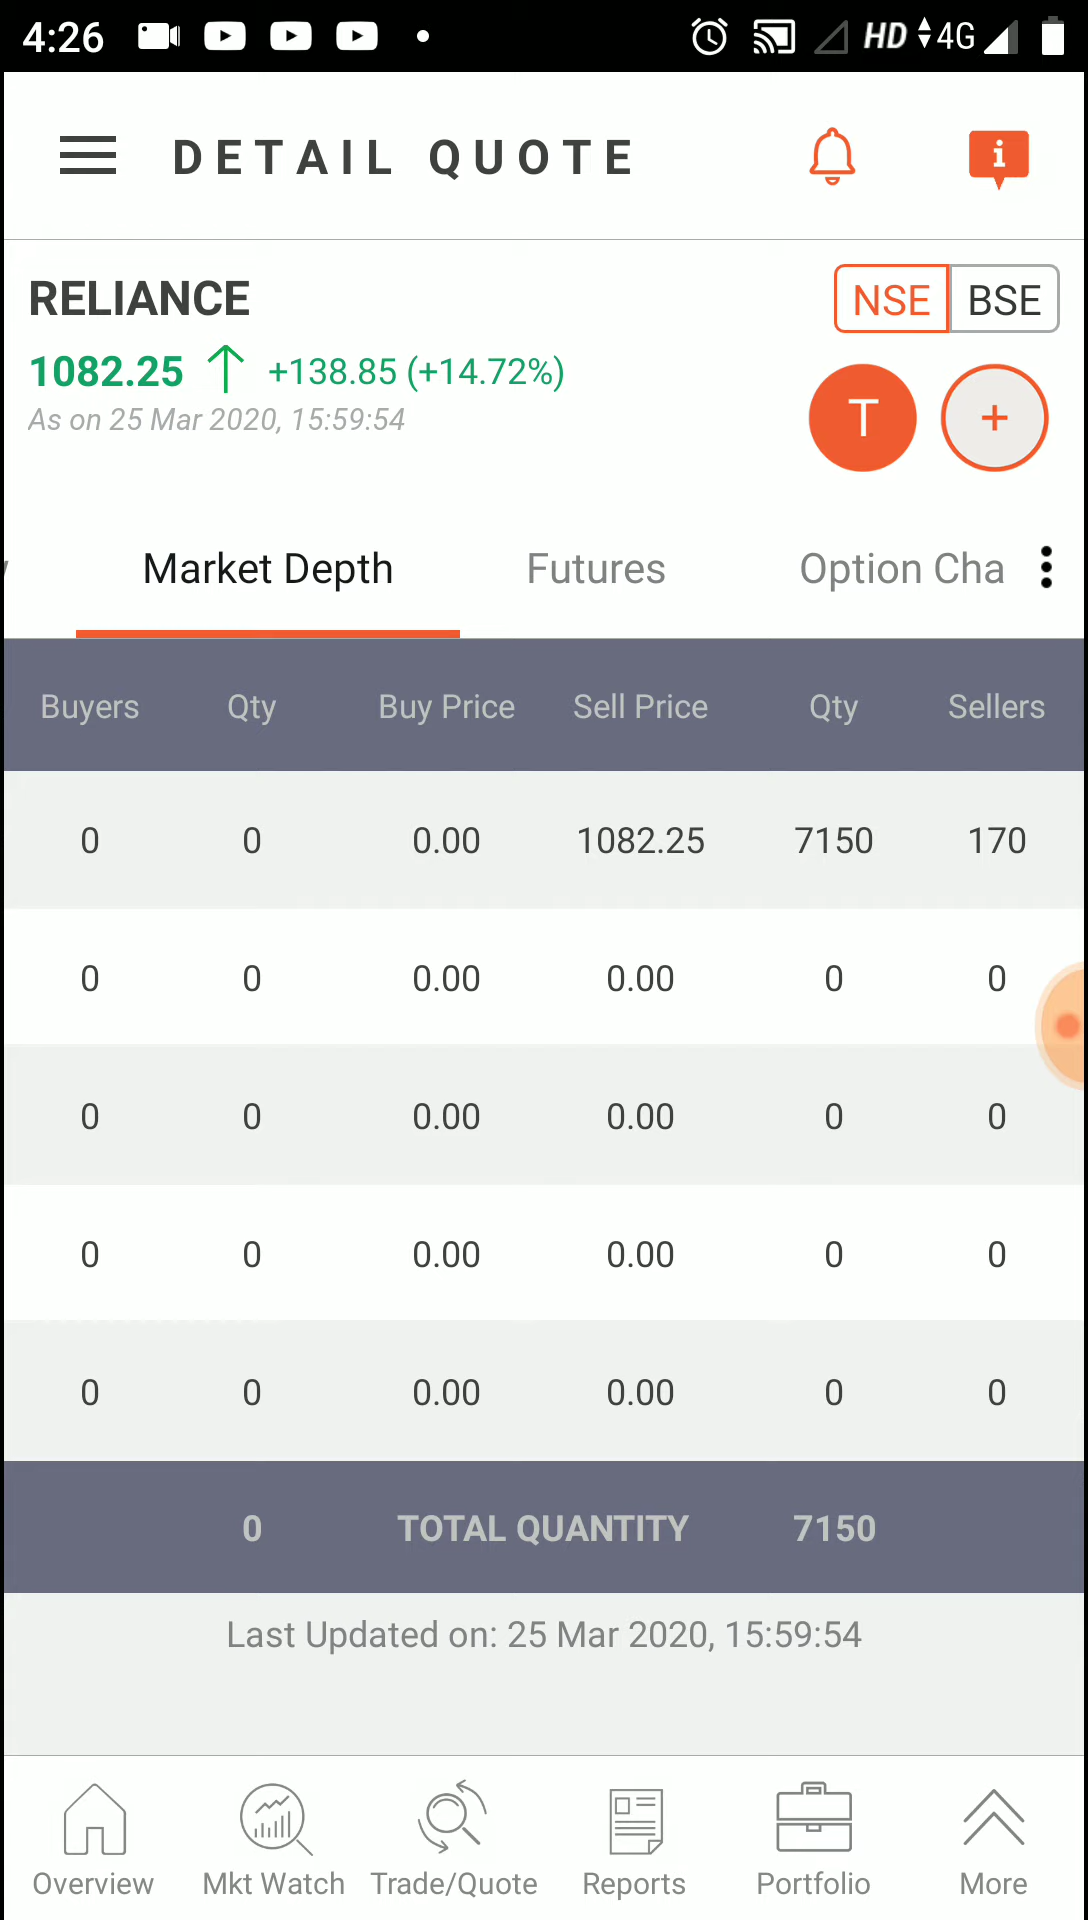 4:26 HD 4G
DETAIL QUOTE
RELIANCE
NSE BSE
1082.25 ↑ +138.85 (+14.72%)
As on 25 Mar 2020, 15:59:54
T +
Market Depth Futures Option Cha
Buyers Qty Buy Price Sell Price Qty Sellers
0 0 0.00 1082.25 7150 170
0 0 0.00 0.00 0 0
0 0 0.00 0.00 0 0
0 0 0.00 0.00 0 0
0 0 0.00 0.00 0 0
0 TOTAL QUANTITY 7150
Last Updated on: 25 Mar 2020, 15:59:54
Overview Mkt Watch Trade/Quote Reports Portfolio More